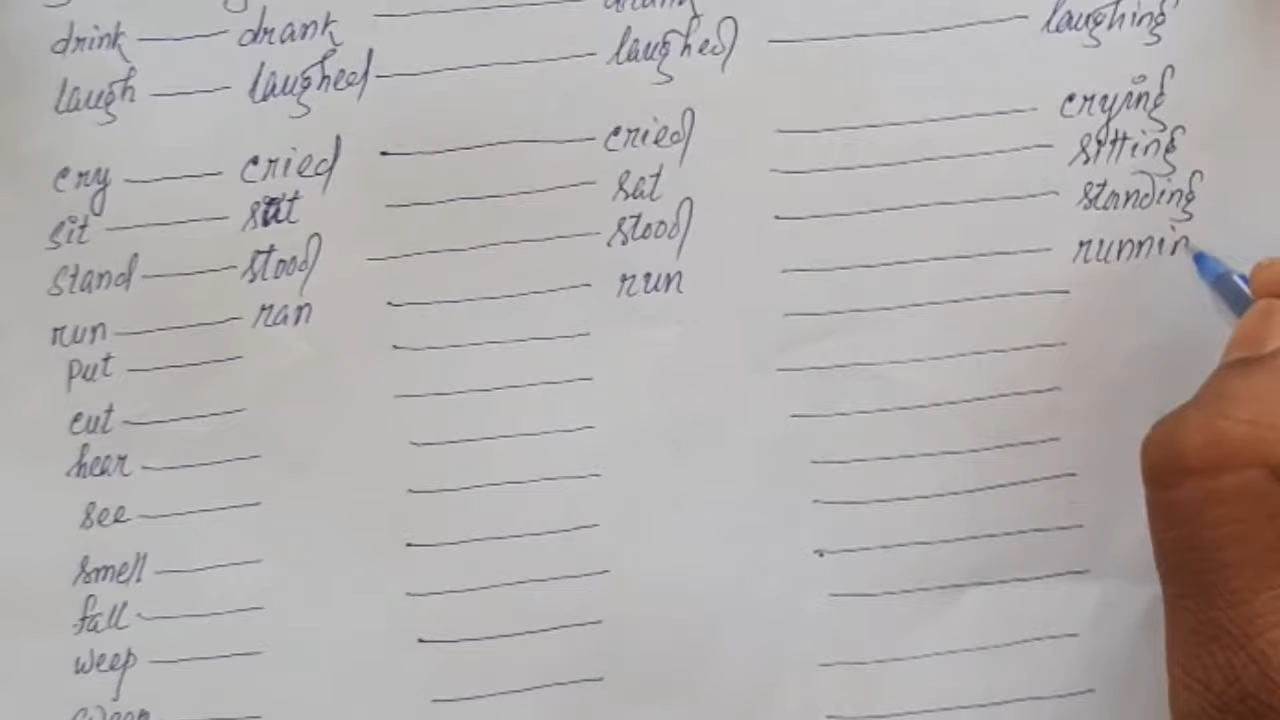 drink drank drunk
laugh laughed laughed laughing
cry cried cried crying
sit sat sat sitting
stand stood stood standing
run ran run runnin
put
cut
hear
see
smell
fall
weep